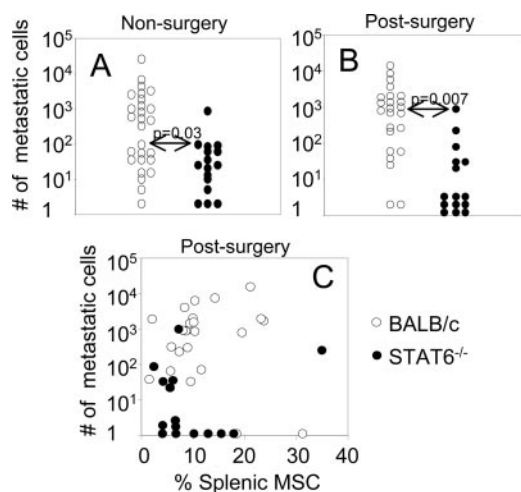 Non-surgery
Post-surgery
# of metastatic cells
10⁵
10⁴
10³
10²
10¹
1
A
p=0.03
10⁵
10⁴
10³
10²
10¹
1
B
p=0.007
Post-surgery
# of metastatic cells
10⁵
10⁴
10³
10²
10¹
1
C
0 10 20 30 40
% Splenic MSC
BALB/c
STAT6⁻/⁻